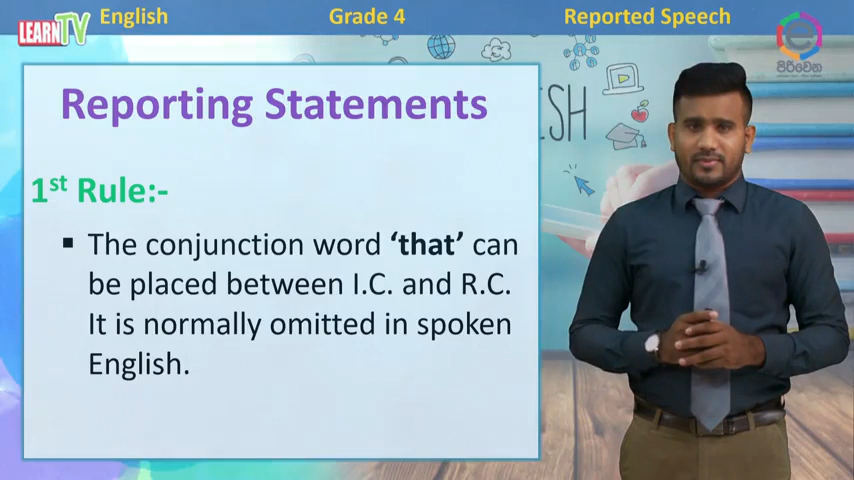 English
Grade 4
Reported Speech
LEARN TV
පිරිවෙන
ISH
Reporting Statements
1st Rule:-
▪ The conjunction word ‘that’ can
be placed between I.C. and R.C.
It is normally omitted in spoken
English.